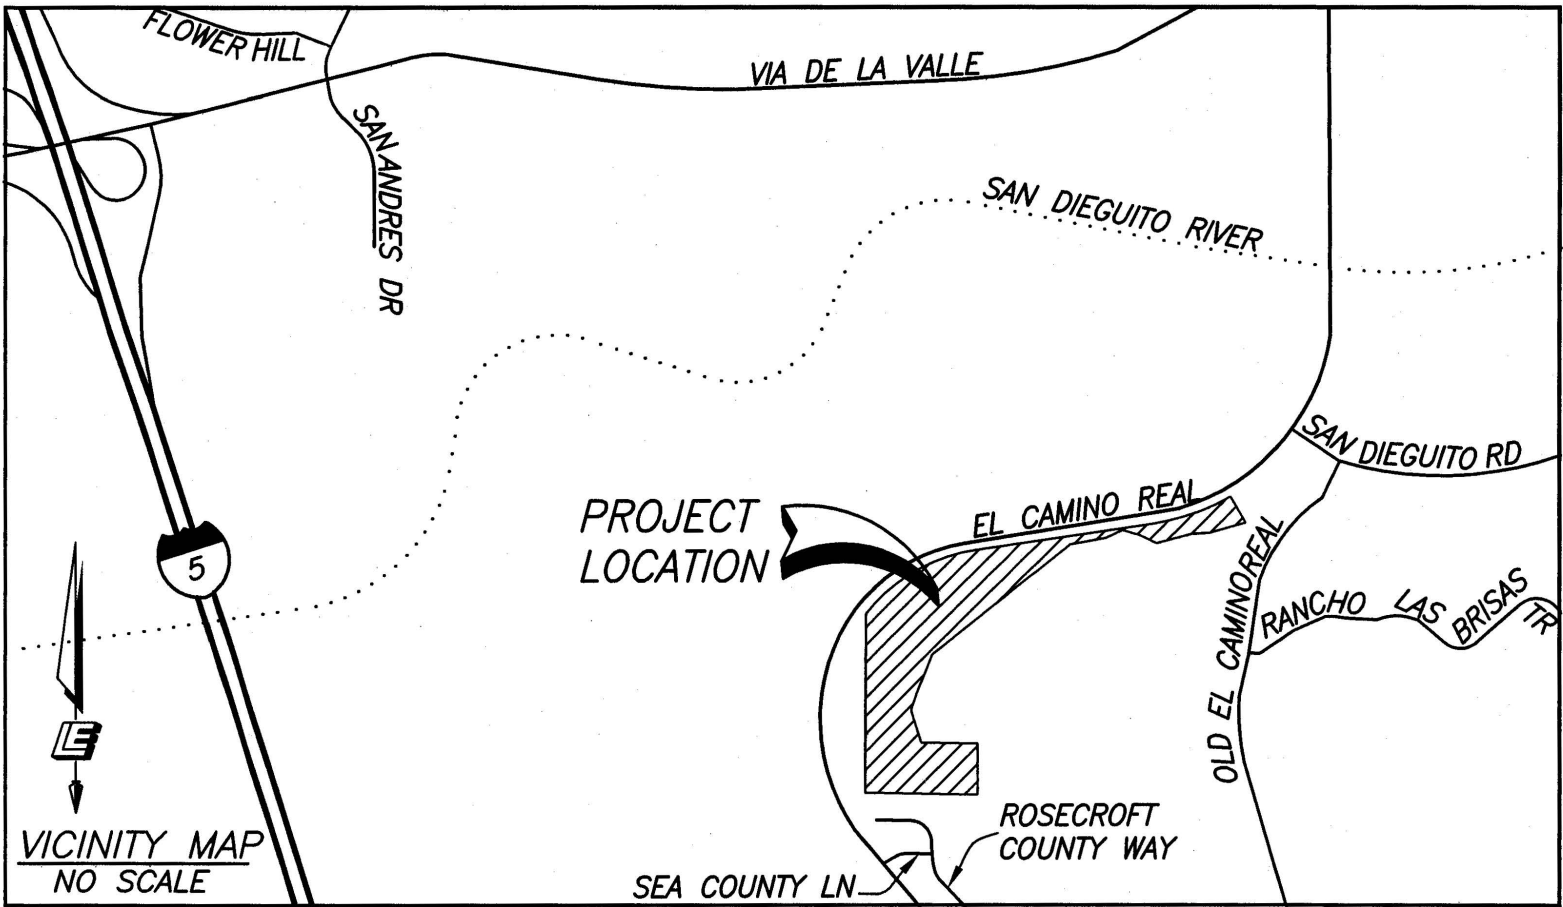 FLOWER HILL
VIA DE LA VALLE
SAN ANDRES DR
SAN DIEGUITO RIVER
SAN DIEGUITO RD
PROJECT
LOCATION
EL CAMINO REAL
5
OLD EL CAMINOREAL
RANCHO LAS BRISAS TR
LE
ROSECROFT
COUNTY WAY
VICINITY MAP
NO SCALE
SEA COUNTY LN